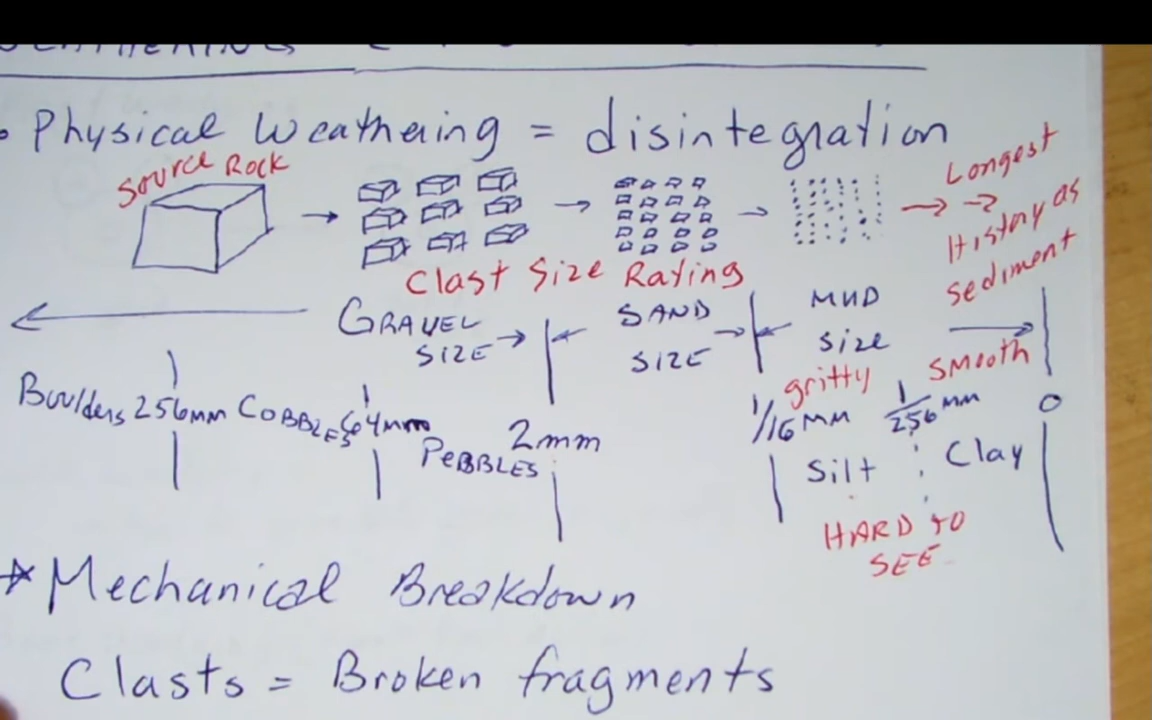 • Physical Weathering = disintegration
Source Rock
Longest
History as
sediment
Clast Size Rating
GRAVEL
SIZE
SAND
SIZE
MUD
size
gritty
smooth
Boulders 256mm COBBLES 64mm
PEBBLES
2mm
1/16 mm
1/256 mm
0
Silt
Clay
HARD TO
SEE
Mechanical Breakdown
Clasts = Broken fragments